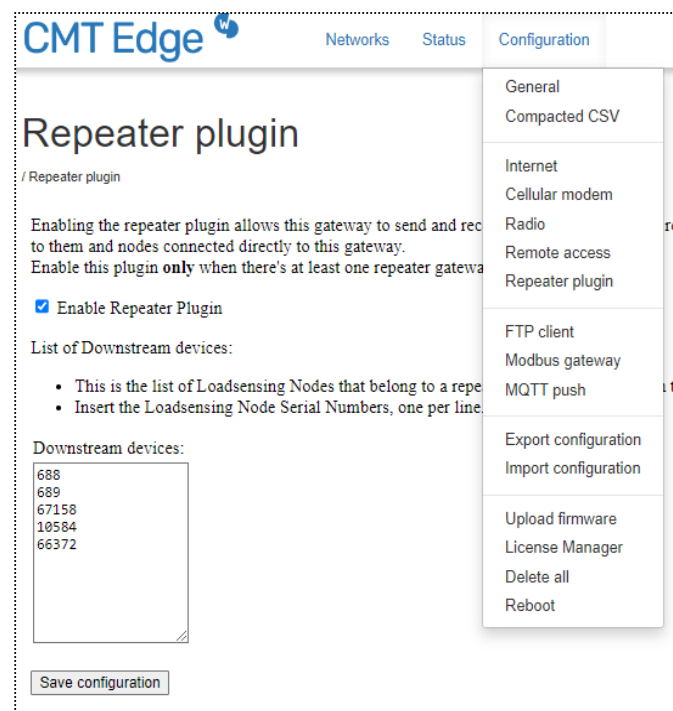 CMT Edge W
Networks Status Configuration
General
Compacted CSV
Internet
Cellular modem
Radio
Remote access
Repeater plugin
FTP client
Modbus gateway
MQTT push
Export configuration
Import configuration
Upload firmware
License Manager
Delete all
Reboot
Repeater plugin
/ Repeater plugin
Enabling the repeater plugin allows this gateway to send and rec
to them and nodes connected directly to this gateway.
Enable this plugin only when there's at least one repeater gatewa
Enable Repeater Plugin
List of Downstream devices:
• This is the list of Loadsensing Nodes that belong to a repe
• Insert the Loadsensing Node Serial Numbers, one per line.
Downstream devices:
688
689
67158
10584
66372
Save configuration